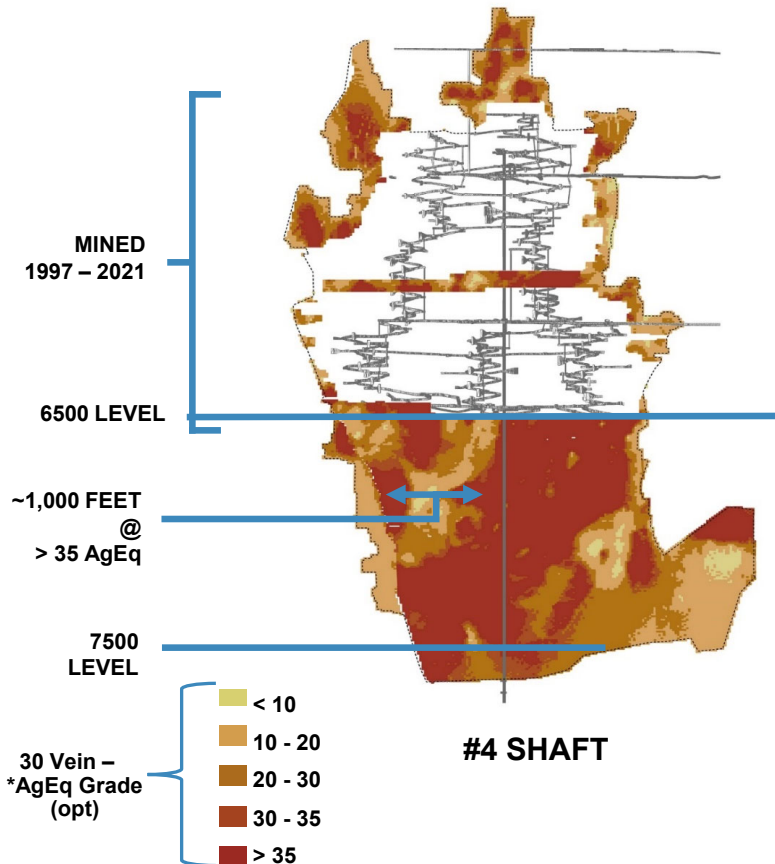 MINED
1997 – 2021
6500 LEVEL
~1,000 FEET
@
> 35 AgEq
7500
LEVEL
30 Vein –
*AgEq Grade
(opt)
< 10
10 - 20
20 - 30
30 - 35
> 35
#4 SHAFT